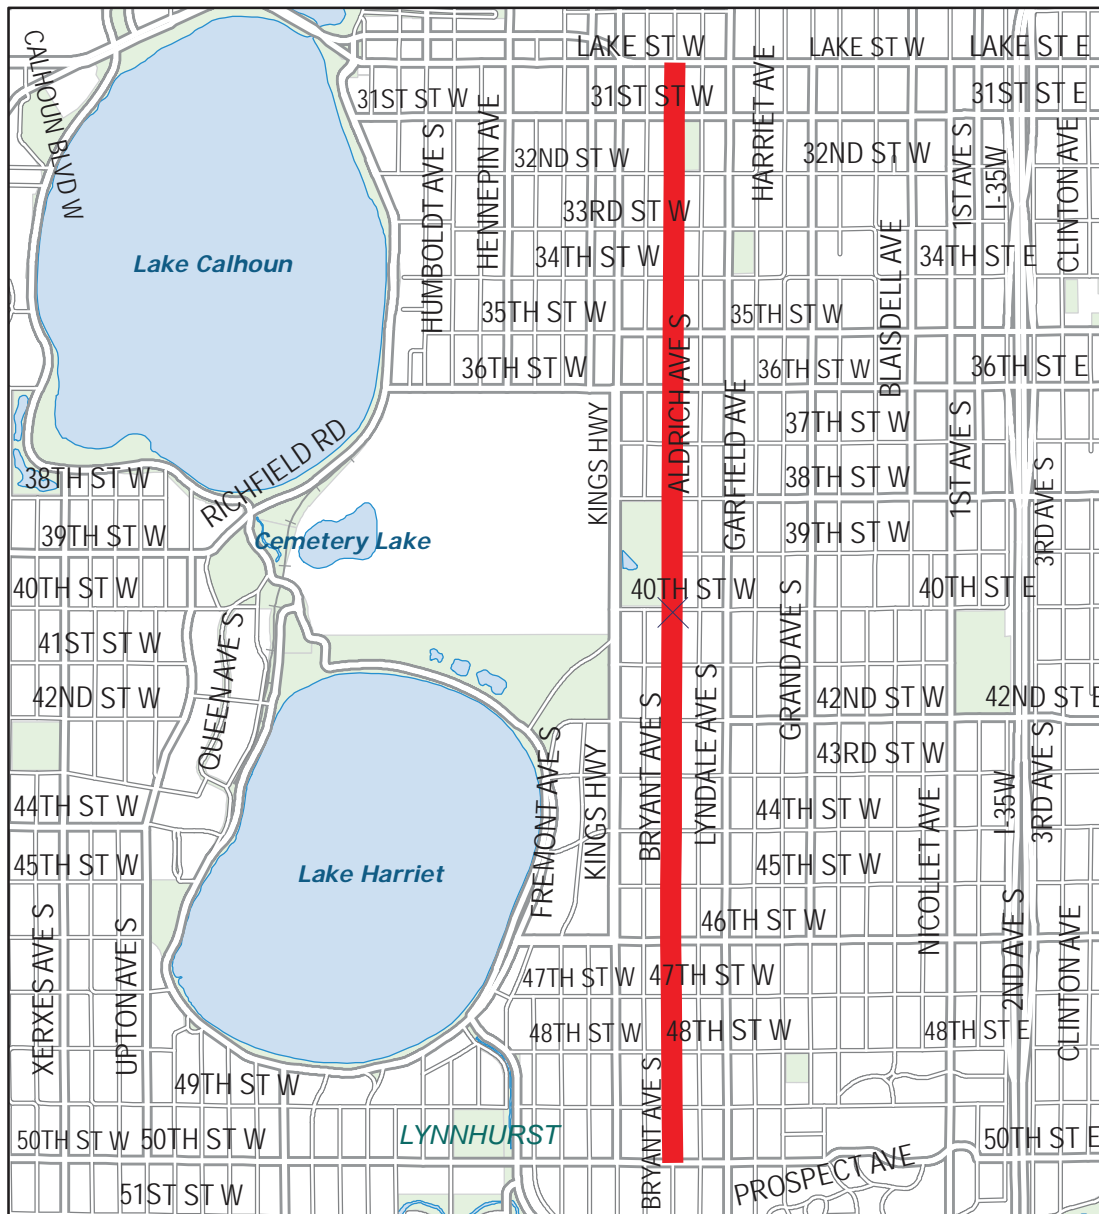 LAKE ST W
LAKE ST W
LAKE ST E
CALHOUN BLVD W
31ST ST W
HENNEPIN AVE
31ST ST W
HARRIET AVE
31ST ST E
HUMBOLDT AVE S
32ND ST W
32ND ST W
1ST AVE S
I-35W
CLINTON AVE
33RD ST W
Lake Calhoun
34TH ST W
BLAISDELL AVE
34TH ST E
35TH ST W
ALDRICH AVE S
35TH ST W
36TH ST W
36TH ST W
36TH ST E
KINGS HWY
GARFIELD AVE
37TH ST W
1ST AVE S
RICHFIELD RD
38TH ST W
38TH ST W
3RD AVE S
39TH ST W
Cemetery Lake
39TH ST W
40TH ST W
40TH ST W
GRAND AVE S
40TH ST E
41ST ST W
QUEEN AVE S
42ND ST W
BRYANT AVE S
LYNDALE AVE S
42ND ST W
42ND ST E
FREMONT AVE S
KINGS HWY
43RD ST W
3RD AVE S
I-35W
44TH ST W
44TH ST W
NICOLLET AVE
45TH ST W
Lake Harriet
45TH ST W
XERXES AVE S
UPTON AVE S
46TH ST W
2ND AVE S
CLINTON AVE
47TH ST W
47TH ST W
48TH ST W
48TH ST W
48TH ST E
49TH ST W
BRYANT AVE S
50TH ST W
50TH ST W
LYNNHURST
50TH ST E
51ST ST W
PROSPECT AVE